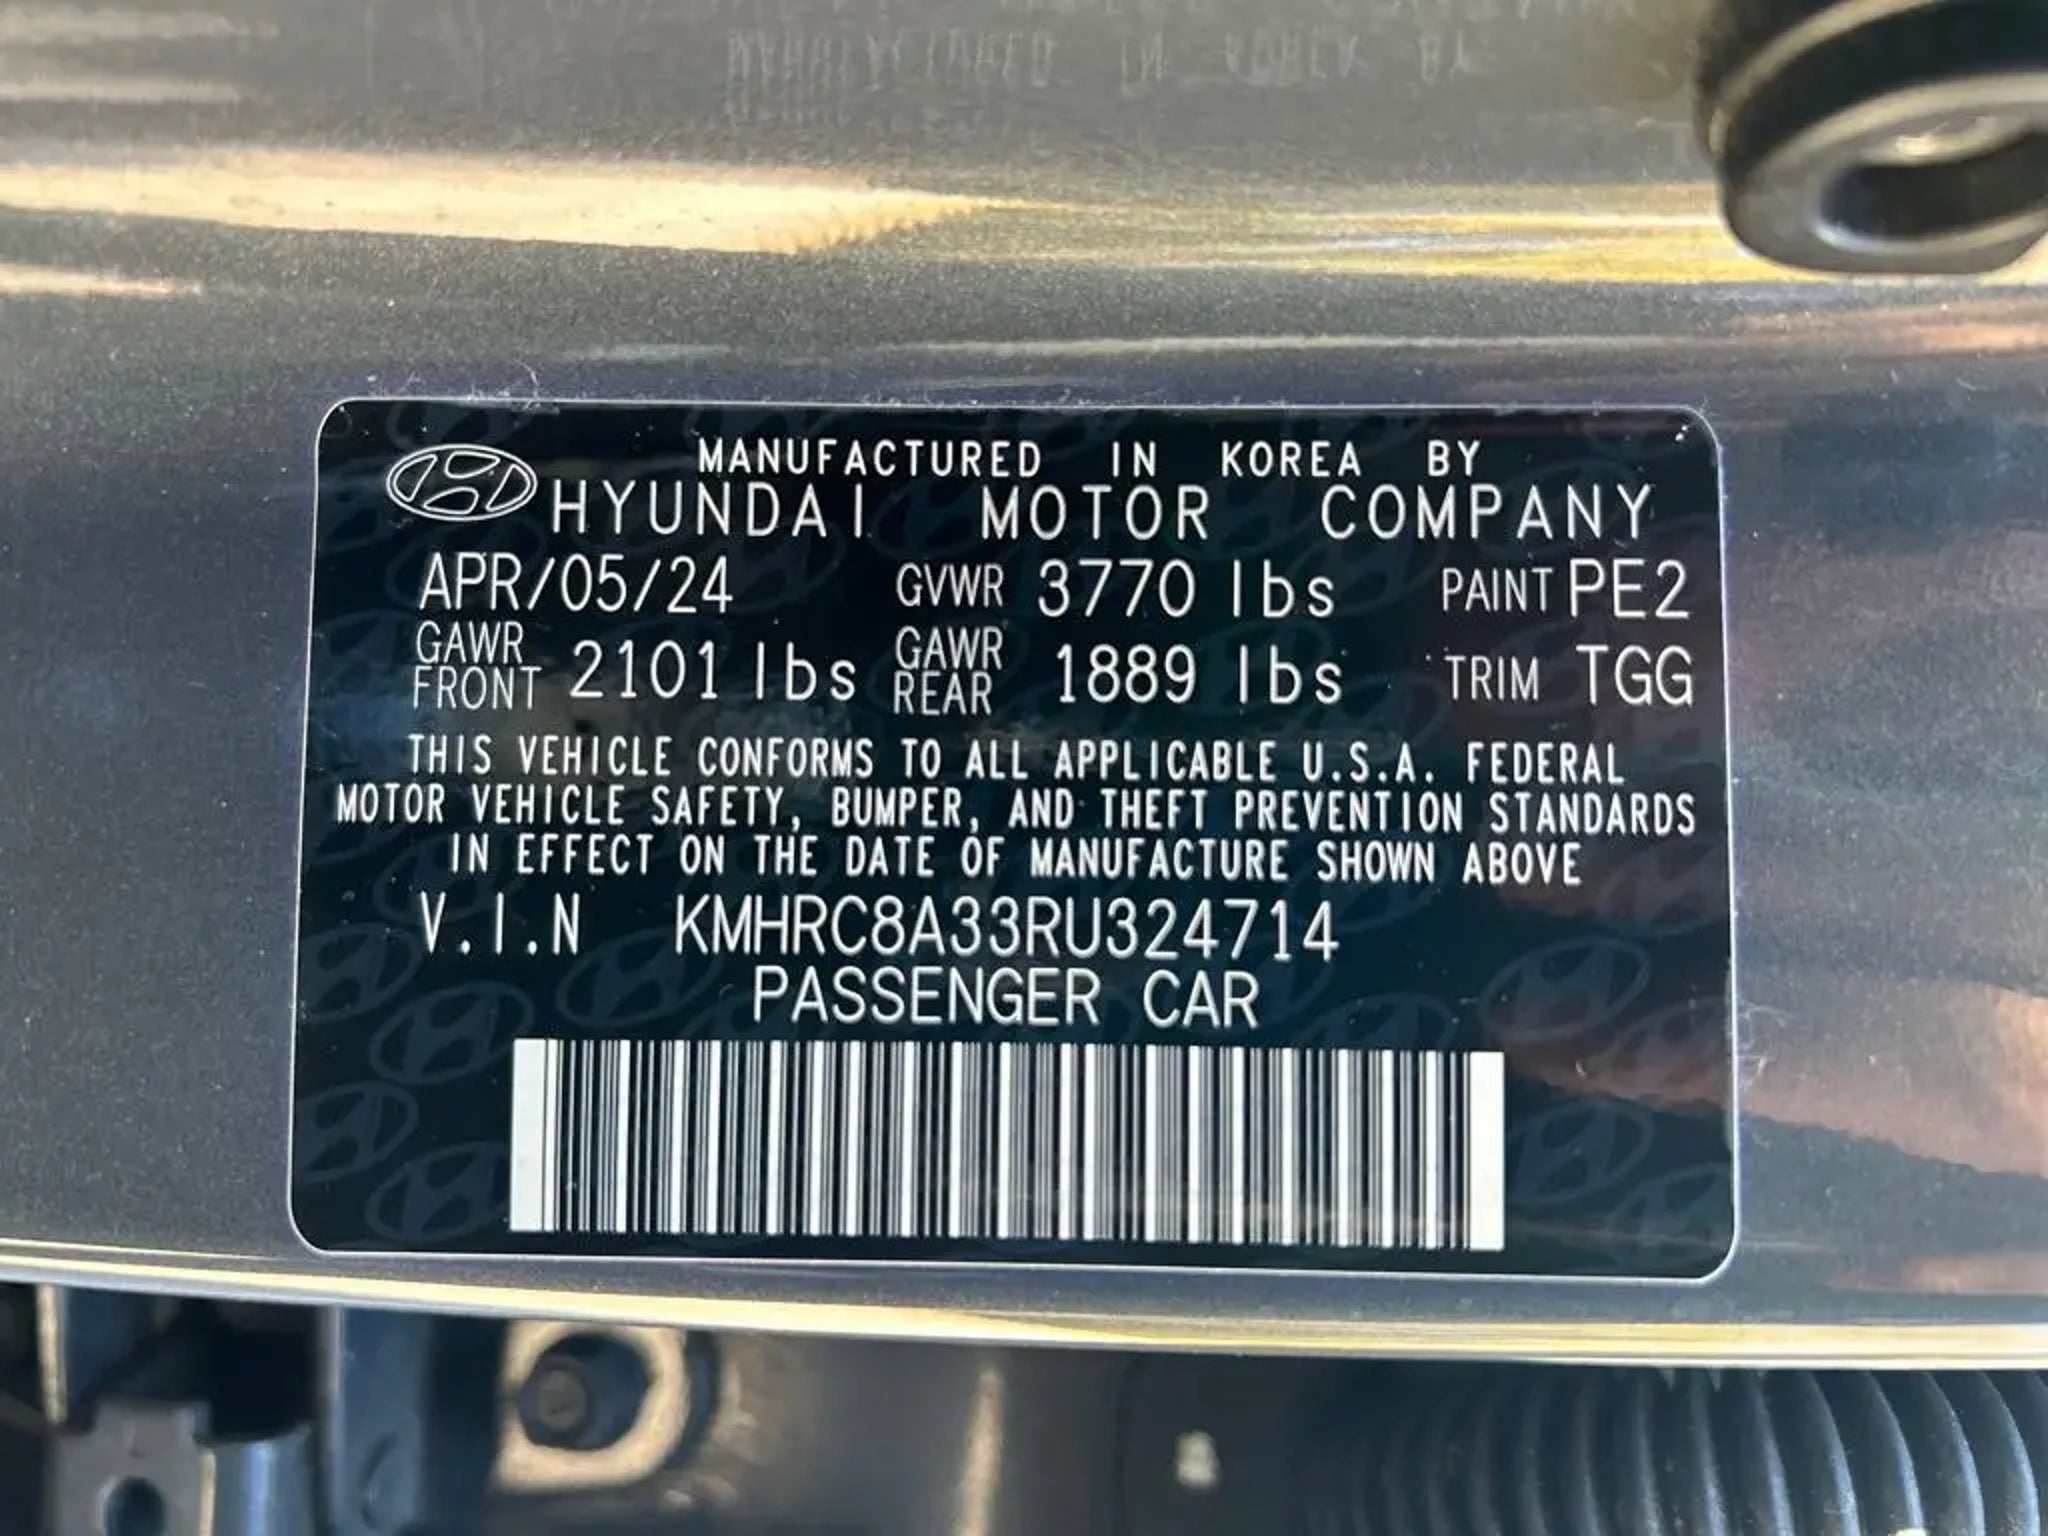 MANUFACTURED IN KOREA BY
HYUNDAI MOTOR COMPANY
APR/05/24 GVWR 3770 lbs PAINT PE2
GAWR FRONT 2101 lbs GAWR REAR 1889 lbs TRIM TGG
THIS VEHICLE CONFORMS TO ALL APPLICABLE U.S.A. FEDERAL
MOTOR VEHICLE SAFETY, BUMPER, AND THEFT PREVENTION STANDARDS
IN EFFECT ON THE DATE OF MANUFACTURE SHOWN ABOVE
V.I.N KMHRC8A33RU324714
PASSENGER CAR